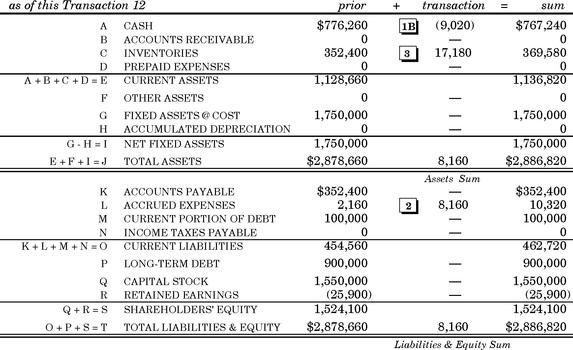 as of this Transaction 12 prior + transaction = sum
A CASH $776,260 1B (9,020) $767,240
B ACCOUNTS RECEIVABLE 0 — 0
C INVENTORIES 352,400 3 17,180 369,580
D PREPAID EXPENSES 0 — 0
A + B + C + D = E CURRENT ASSETS 1,128,660 1,136,820
F OTHER ASSETS 0 — 0
G FIXED ASSETS @ COST 1,750,000 — 1,750,000
H ACCUMULATED DEPRECIATION 0 — 0
G - H = I NET FIXED ASSETS 1,750,000 1,750,000
E + F + I = J TOTAL ASSETS $2,878,660 8,160 $2,886,820
Assets Sum
K ACCOUNTS PAYABLE $352,400 — $352,400
L ACCRUED EXPENSES 2,160 2 8,160 10,320
M CURRENT PORTION OF DEBT 100,000 — 100,000
N INCOME TAXES PAYABLE 0 — 0
K + L + M + N = O CURRENT LIABILITIES 454,560 462,720
P LONG-TERM DEBT 900,000 — 900,000
Q CAPITAL STOCK 1,550,000 — 1,550,000
R RETAINED EARNINGS (25,900) — (25,900)
Q + R = S SHAREHOLDERS' EQUITY 1,524,100 1,524,100
O + P + S = T TOTAL LIABILITIES & EQUITY $2,878,660 8,160 $2,886,820
Liabilities & Equity Sum